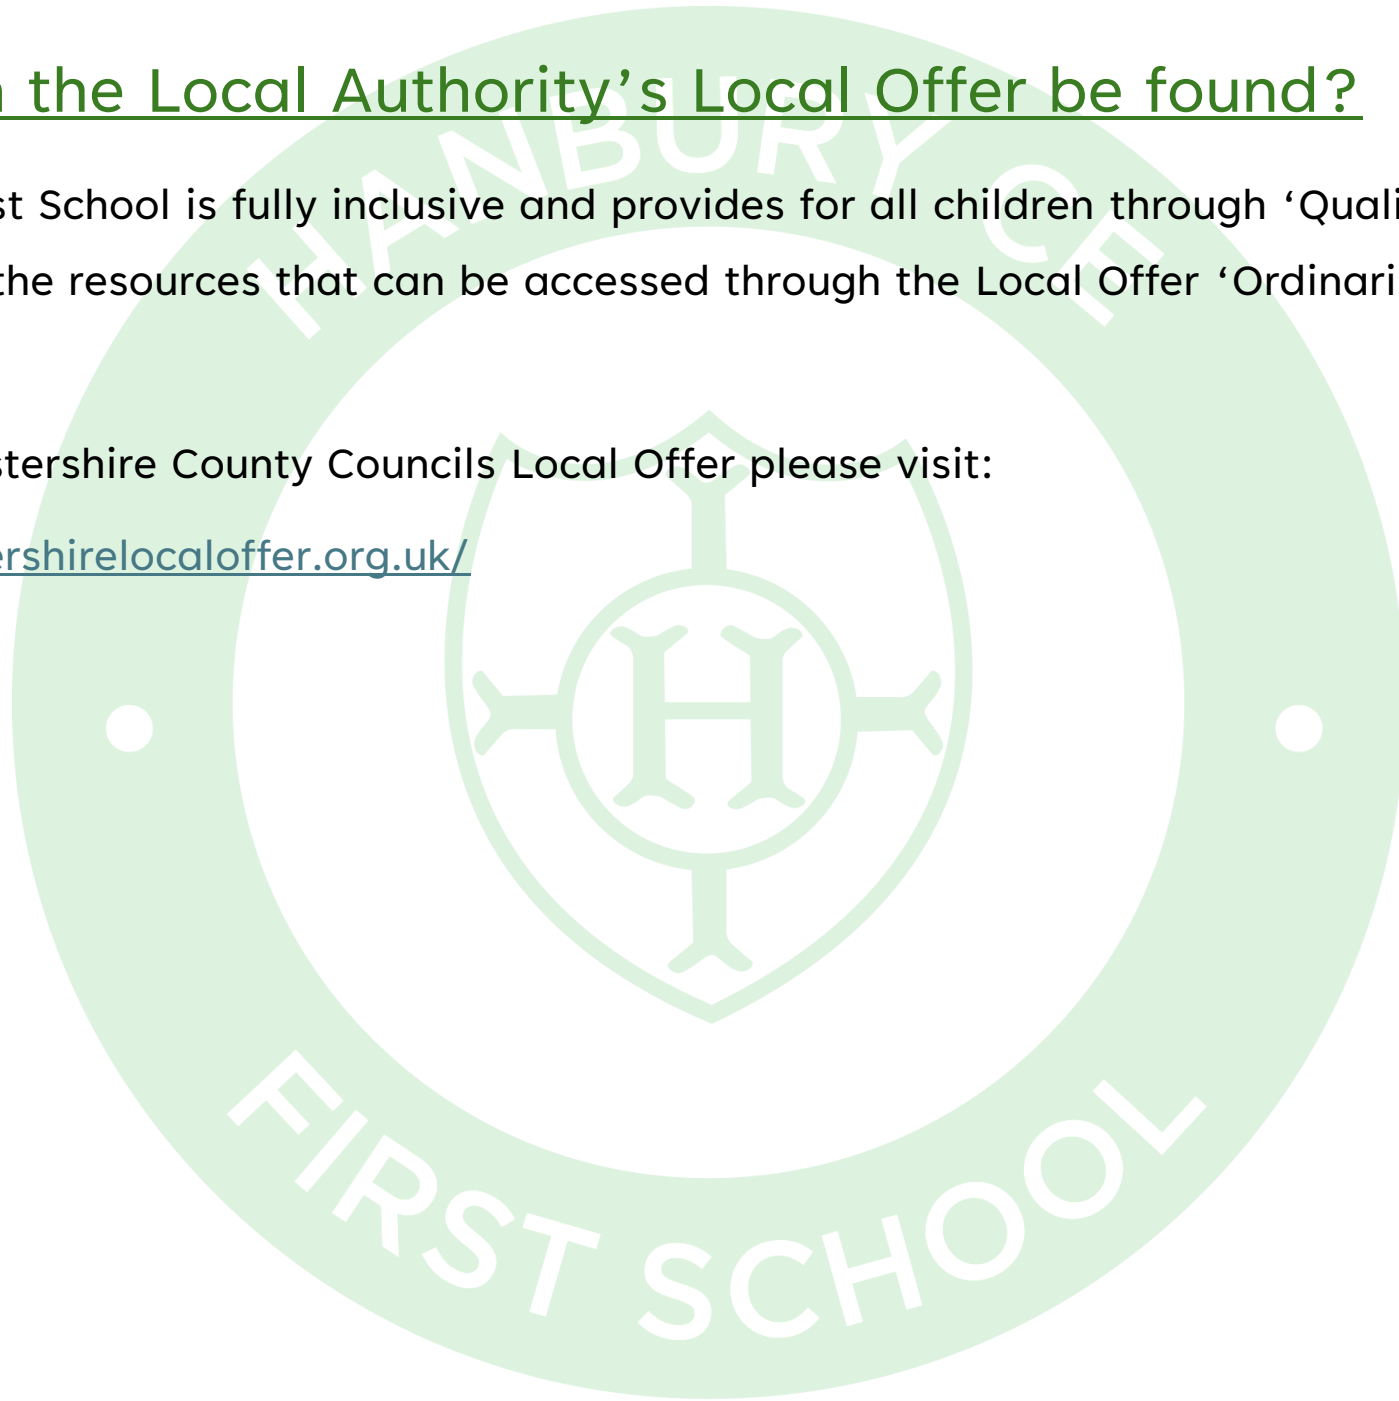 n the Local Authority’s Local Offer be found?
st School is fully inclusive and provides for all children through ‘Quali
the resources that can be accessed through the Local Offer ‘Ordinari
stershire County Councils Local Offer please visit:
ershirelocaloffer.org.uk/
HANBURY CE
H
FIRST SCHOOL